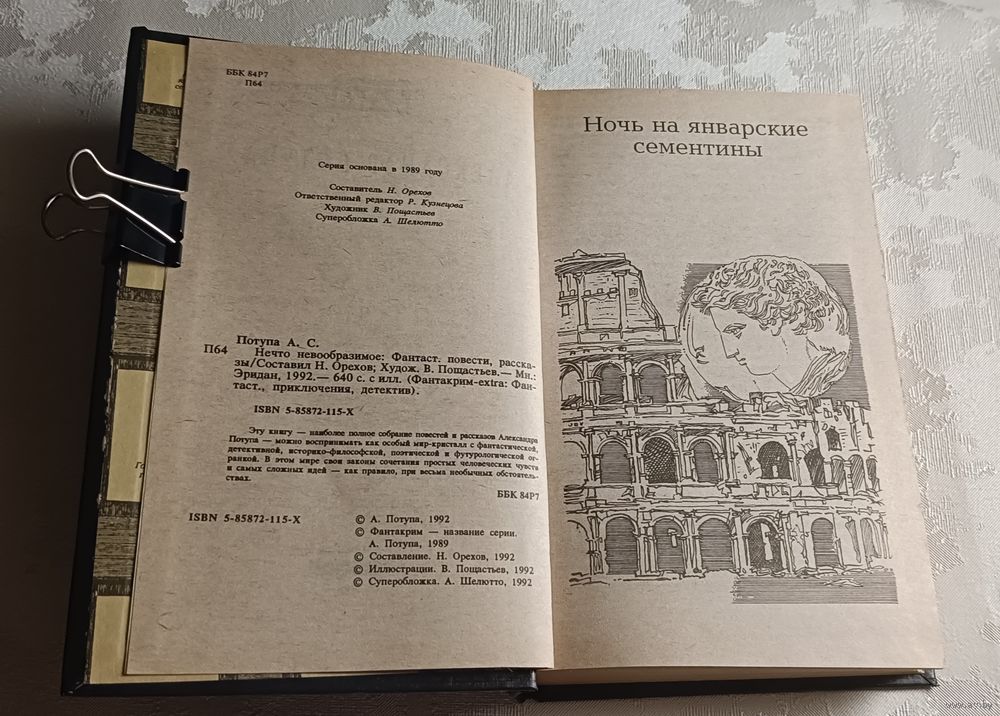 ББК 84Р7
П64
Серия основана в 1989 году
Составитель Н. Орехов
Ответственный редактор Р. Кузнецова
Художник В. Пощастьев
Суперобложка А. Шелютто
Потупа А. С.
П64 Нечто невообразимое: Фантаст. повести, расска-
зы/Составил Н. Орехов; Худож. В. Пощастьев.— Мн.:
Эридан, 1992.— 640 с. с илл. (Фантакрим-extra: Фан-
таст., приключения, детектив).
ISBN 5-85872-115-X
Эту книгу — наиболее полное собрание повестей и рассказов Александра
Потупа — можно воспринимать как особый мир-кристалл с фантастической,
детективной, историко-философской, поэтической и футурологической ог-
ранкой. В этом мире свои законы сочетания простых человеческих чувств
и самых сложных идей — как правило, при весьма необычных обстоятель-
ствах.
ББК 84Р7
ISBN 5-85872-115-X
© А. Потупа, 1992
© Фантакрим — название серии.
А. Потупа, 1989
© Составление. Н. Орехов, 1992
© Иллюстрации. В. Пощастьев, 1992
© Суперобложка. А. Шелютто, 1992
Ночь на январские
сементины